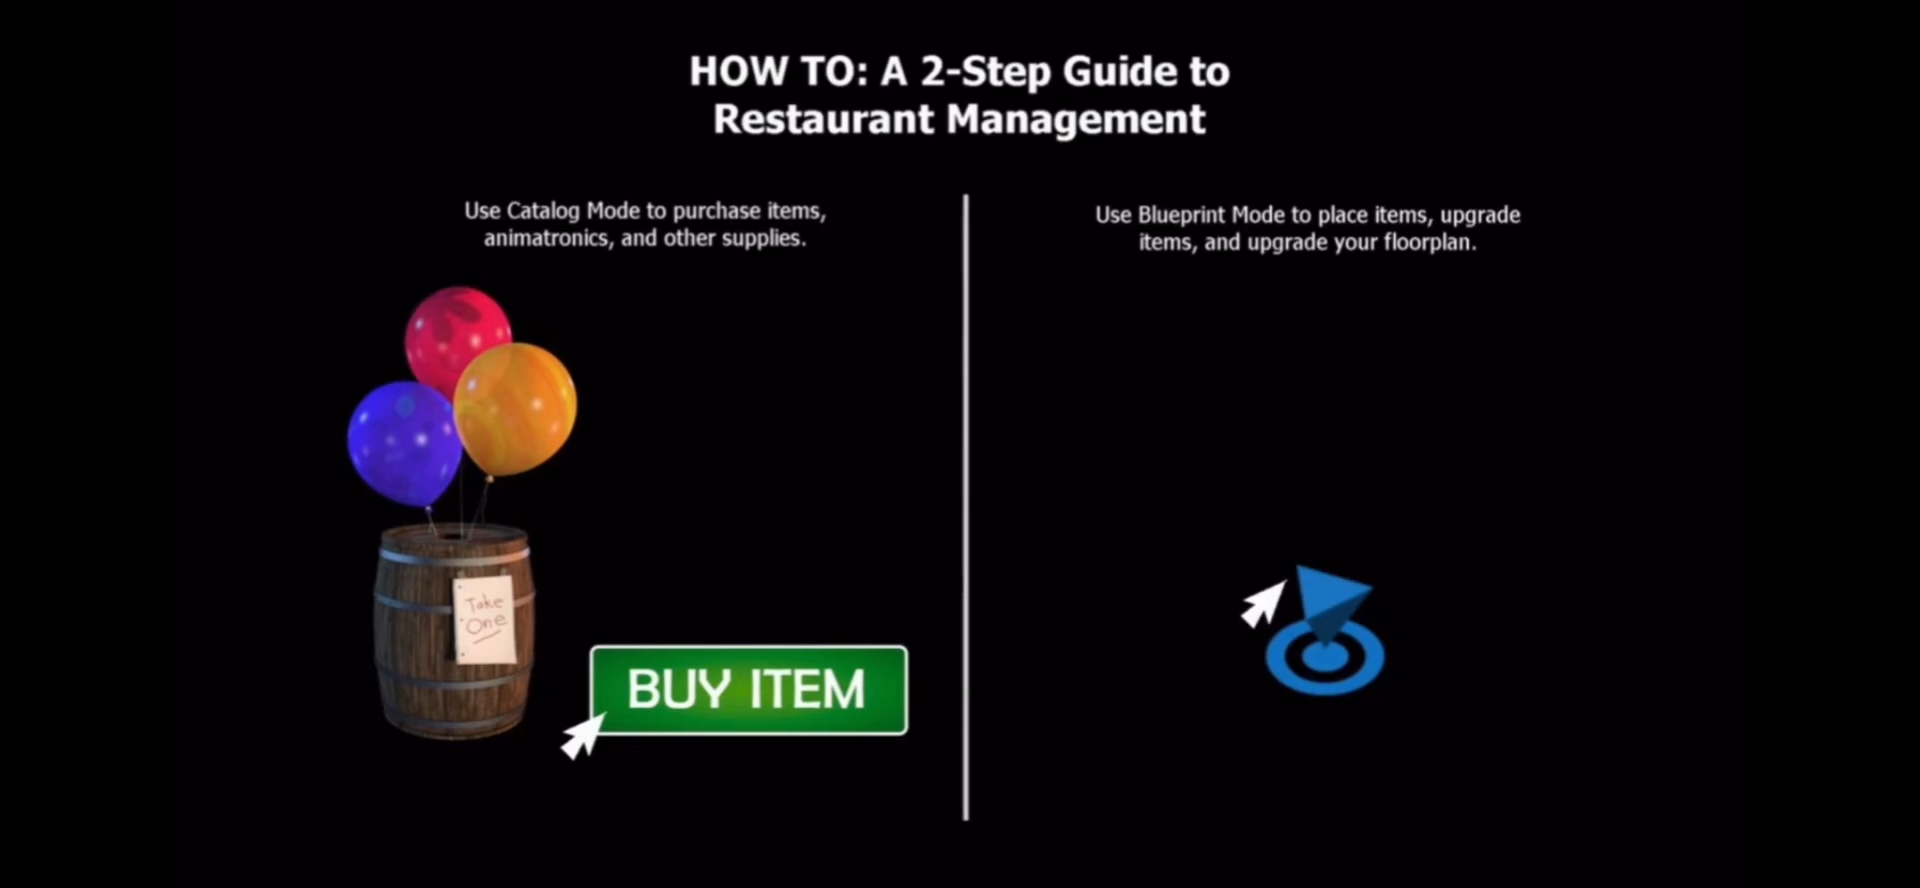 HOW TO: A 2-Step Guide to
Restaurant Management
Use Catalog Mode to purchase items,
animatronics, and other supplies.
Take
One
BUY ITEM
Use Blueprint Mode to place items, upgrade
items, and upgrade your floorplan.